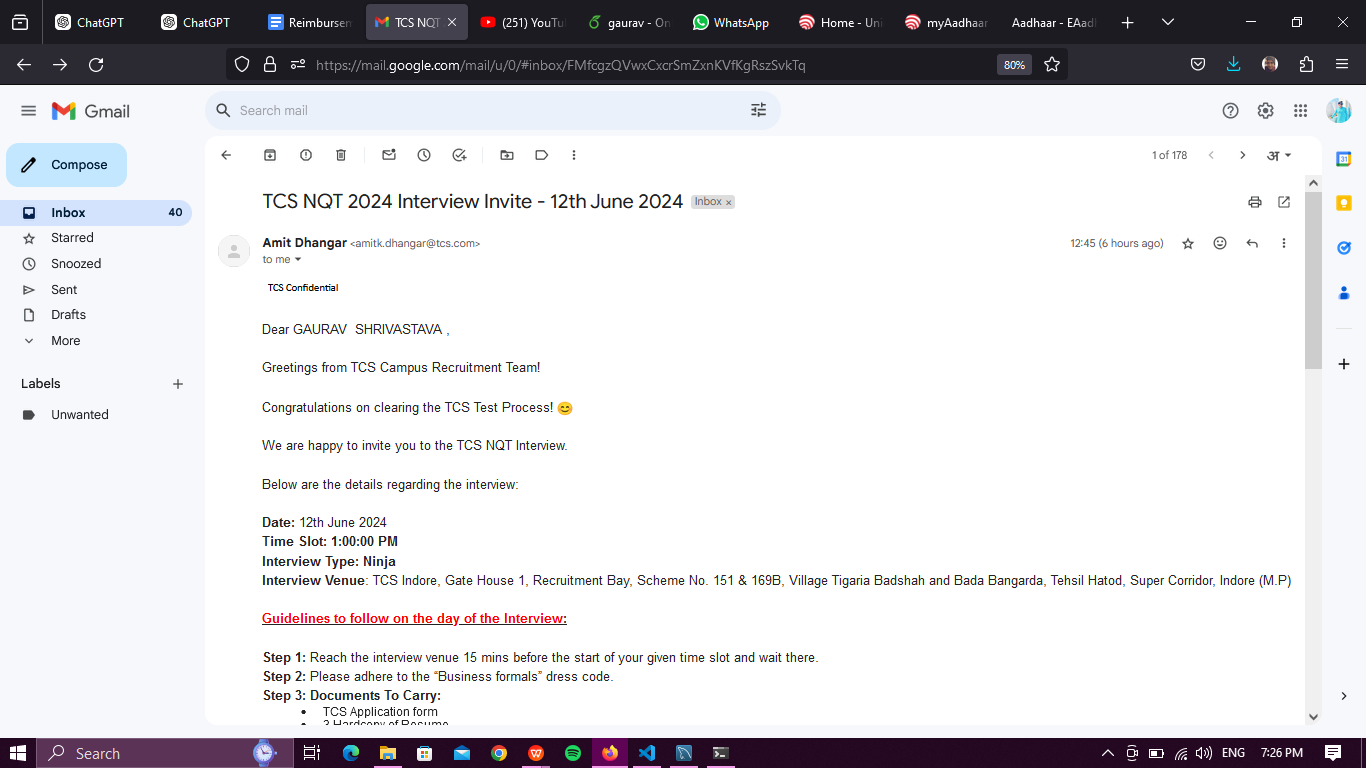 ChatGPT
ChatGPT
Reimbursen
TCS NQT
(251) YouTu
gaurav - On
WhatsApp
Home - Uni
myAadhaar
Aadhaar - EAadh
https://mail.google.com/mail/u/0/#inbox/FMfcgzQVwxCxcrSmZxnKVfKgRszSvkTq
80%
Gmail
Search mail
Compose
1 of 178
अ
Inbox 40
Starred
Snoozed
Sent
Drafts
More
Labels
Unwanted
TCS NQT 2024 Interview Invite - 12th June 2024 Inbox x
Amit Dhangar <amitk.dhangar@tcs.com>
12:45 (6 hours ago)
to me
TCS Confidential
Dear GAURAV  SHRIVASTAVA ,
Greetings from TCS Campus Recruitment Team!
Congratulations on clearing the TCS Test Process! 😊
We are happy to invite you to the TCS NQT Interview.
Below are the details regarding the interview:
Date: 12th June 2024
Time Slot: 1:00:00 PM
Interview Type: Ninja
Interview Venue: TCS Indore, Gate House 1, Recruitment Bay, Scheme No. 151 & 169B, Village Tigaria Badshah and Bada Bangarda, Tehsil Hatod, Super Corridor, Indore (M.P)
Guidelines to follow on the day of the Interview:
Step 1: Reach the interview venue 15 mins before the start of your given time slot and wait there.
Step 2: Please adhere to the “Business formals” dress code.
Step 3: Documents To Carry:
• TCS Application form
• 3 Hardcopy of Resume
31
Search
ENG
7:26 PM